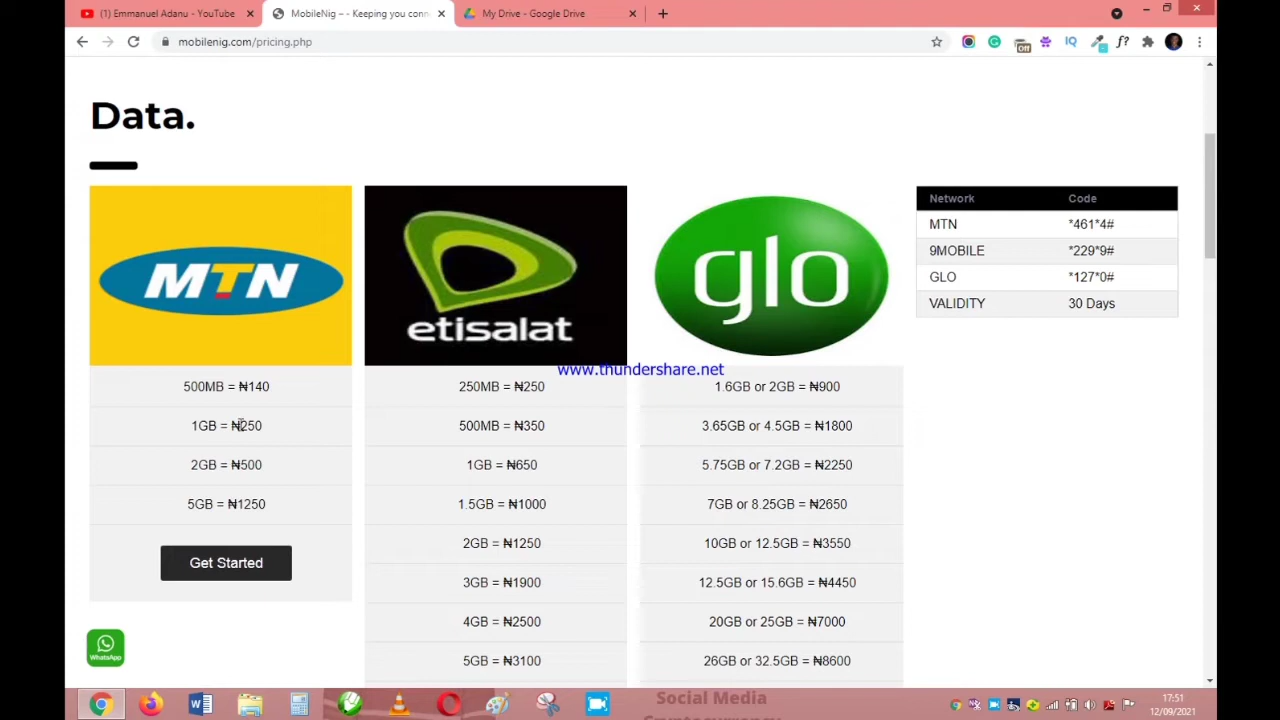 (1) Emmanuel Adanu - YouTube
MobileNig – - Keeping you conn
My Drive - Google Drive
mobilenig.com/pricing.php
Off
IQ
f?
Data.
MTN
etisalat
glo
Network Code
MTN *461*4#
9MOBILE *229*9#
GLO *127*0#
VALIDITY 30 Days
www.thundershare.net
500MB = ₦140
1GB = ₦250
2GB = ₦500
5GB = ₦1250
Get Started
250MB = ₦250
500MB = ₦350
1GB = ₦650
1.5GB = ₦1000
2GB = ₦1250
3GB = ₦1900
4GB = ₦2500
5GB = ₦3100
1.6GB or 2GB = ₦900
3.65GB or 4.5GB = ₦1800
5.75GB or 7.2GB = ₦2250
7GB or 8.25GB = ₦2650
10GB or 12.5GB = ₦3550
12.5GB or 15.6GB = ₦4450
20GB or 25GB = ₦7000
26GB or 32.5GB = ₦8600
WhatsApp
Social Media
Cryptocurrency
17:51
12/09/2021